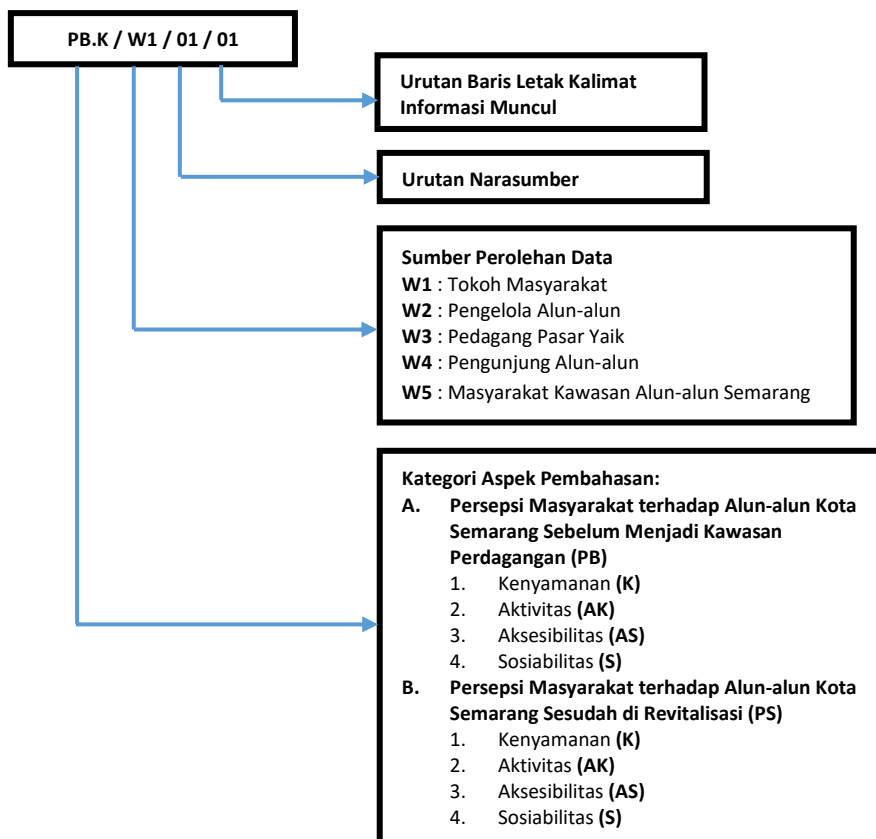 PB.K / W1 / 01 / 01
Urutan Baris Letak Kalimat
Informasi Muncul
Urutan Narasumber
Sumber Perolehan Data
W1 : Tokoh Masyarakat
W2 : Pengelola Alun-alun
W3 : Pedagang Pasar Yaik
W4 : Pengunjung Alun-alun
W5 : Masyarakat Kawasan Alun-alun Semarang
Kategori Aspek Pembahasan:
A. Persepsi Masyarakat terhadap Alun-alun Kota
Semarang Sebelum Menjadi Kawasan
Perdagangan (PB)
1. Kenyamanan (K)
2. Aktivitas (AK)
3. Aksesibilitas (AS)
4. Sosiabilitas (S)
B. Persepsi Masyarakat terhadap Alun-alun Kota
Semarang Sesudah di Revitalisasi (PS)
1. Kenyamanan (K)
2. Aktivitas (AK)
3. Aksesibilitas (AS)
4. Sosiabilitas (S)